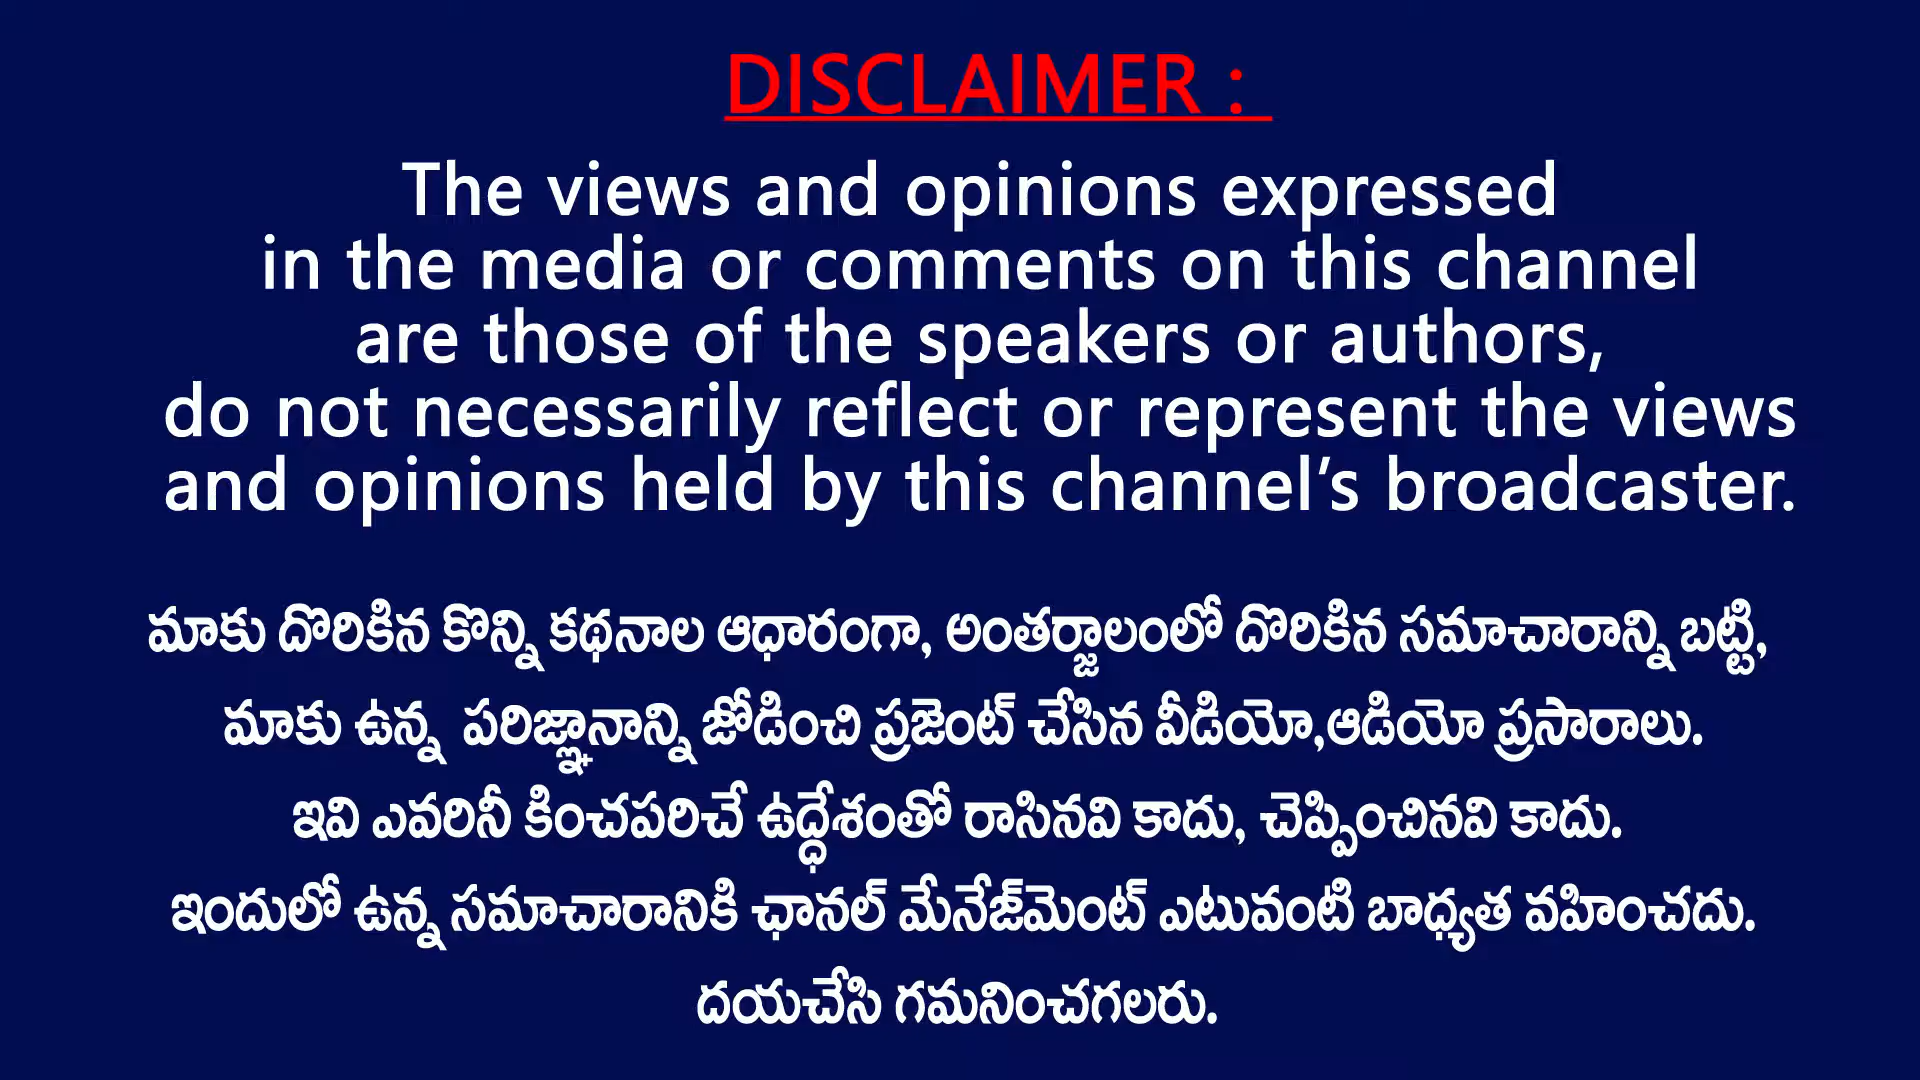 DISCLAIMER :
The views and opinions expressed
in the media or comments on this channel
are those of the speakers or authors,
do not necessarily reflect or represent the views
and opinions held by this channel’s broadcaster.
మాకు దొరికిన కొన్ని కథనాల ఆధారంగా, అంతర్జాలంలో దొరికిన సమాచారాన్ని బట్టి,
మాకు ఉన్న పరిజ్ఞానాన్ని జోడించి ప్రజెంట్ చేసిన వీడియో,ఆడియో ప్రసారాలు.
ఇవి ఎవరినీ కించపరిచే ఉద్ధేశంతో రాసినవి కాదు, చెప్పించినవి కాదు.
ఇందులో ఉన్న సమాచారానికి ఛానల్ మేనేజ్‌మెంట్ ఎటువంటి బాధ్యత వహించదు.
దయచేసి గమనించగలరు.